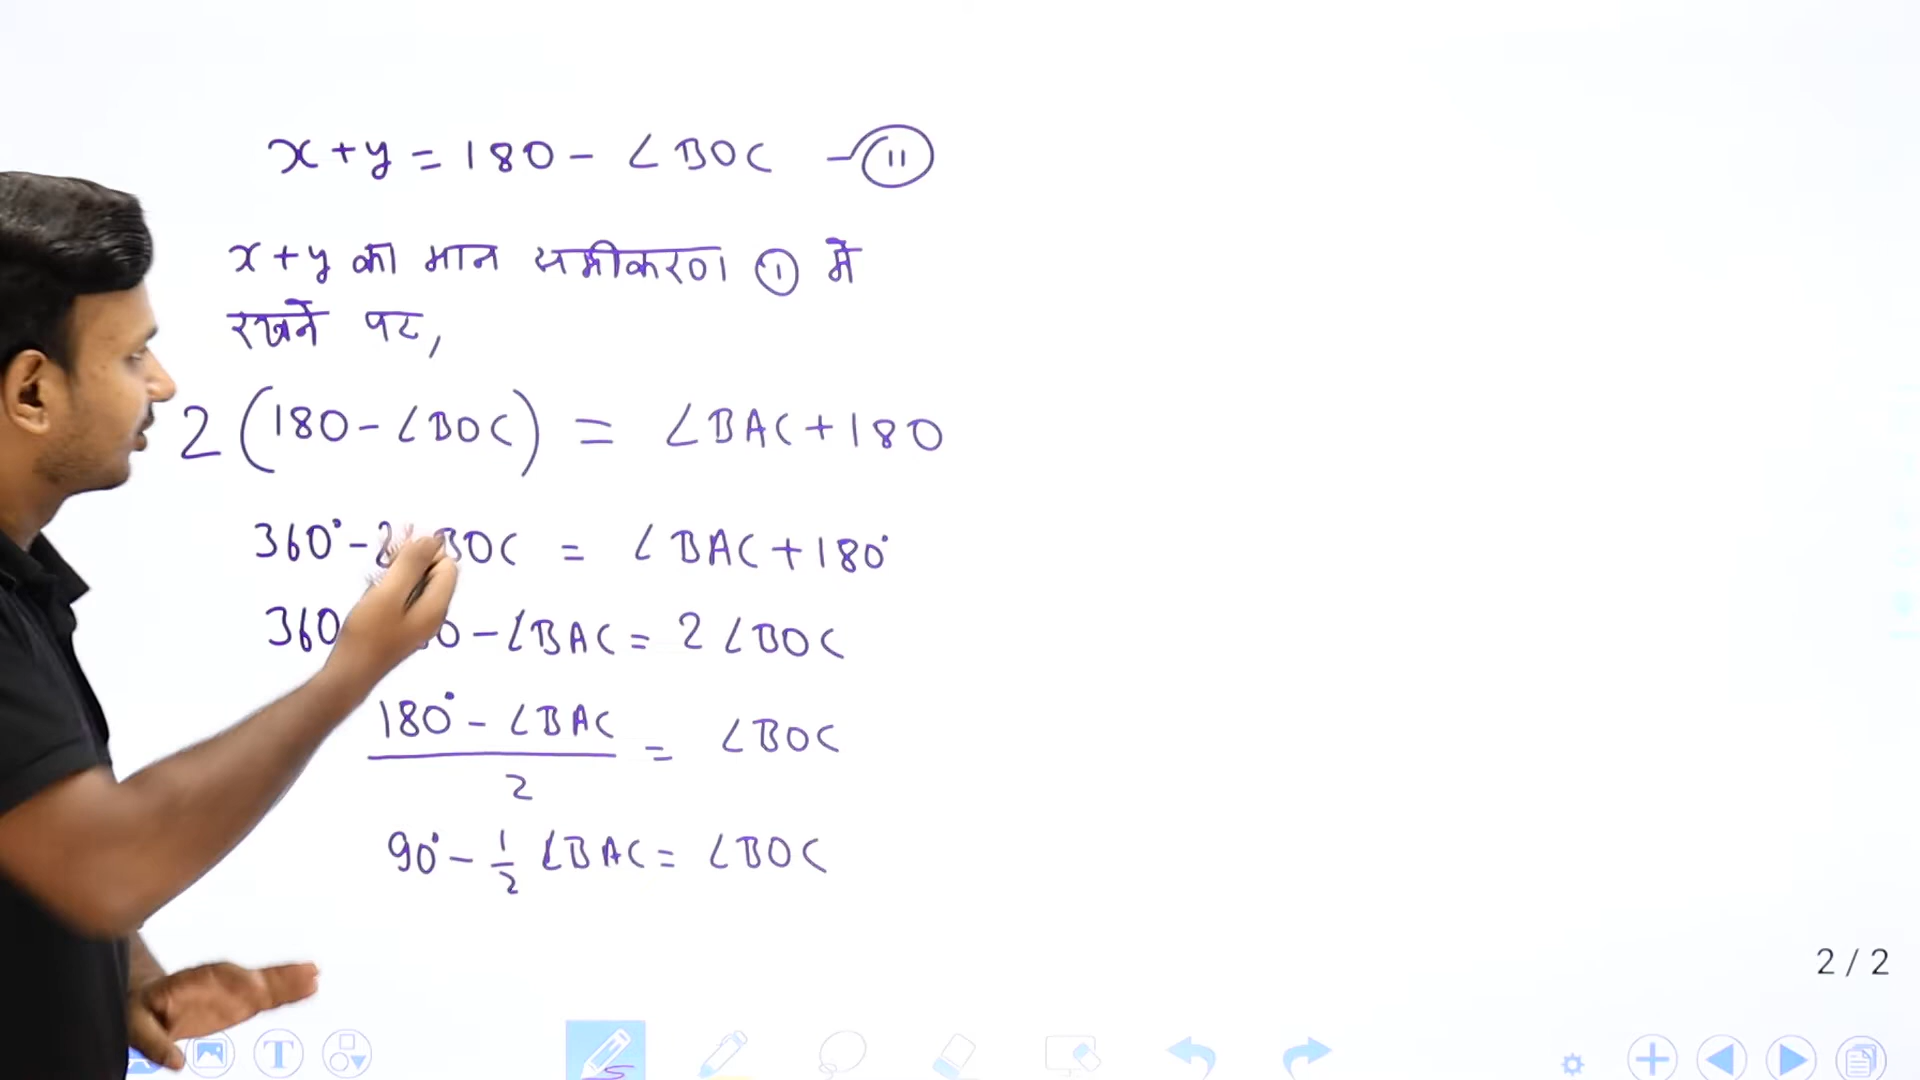 x+y = 180 - ∠BOC - ⑪
x+y का मान समीकरण ① में
रखने पर,
2 (180 - ∠BOC) = ∠BAC + 180
360° - 2∠BOC = ∠BAC + 180°
360 - ∠BAC = 2 ∠BOC
180° - ∠BAC
2
= ∠BOC
90° - 1/2 ∠BAC = ∠BOC
2 / 2
T